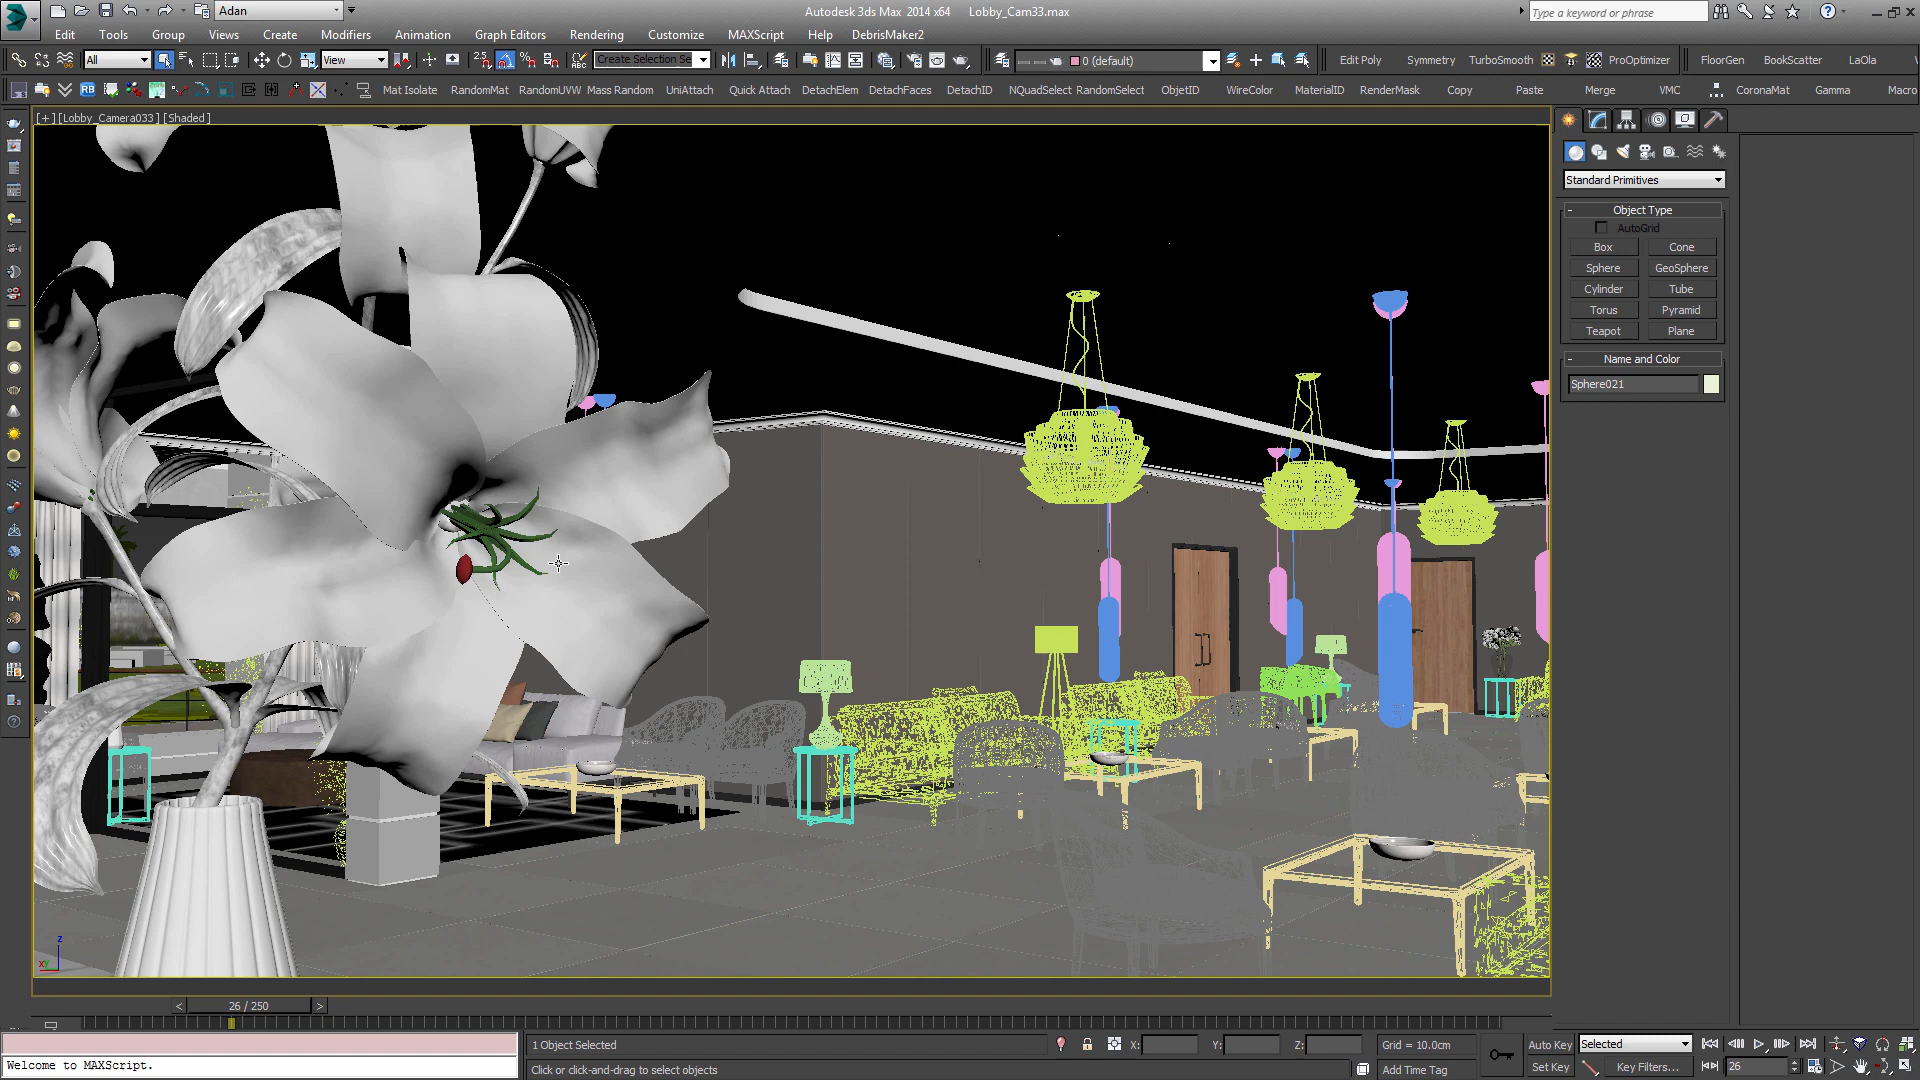 Adan
Autodesk 3ds Max 2014 x64 Lobby_Cam33.max
Type a keyword or phrase
Edit Tools Group Views Create Modifiers Animation Graph Editors Rendering Customize MAXScript Help DebrisMaker2
All View 2.5 Create Selection Se 0 (default) Edit Poly Symmetry TurboSmooth ProOptimizer FloorGen BookScatter LaOla
RB Mat Isolate RandomMat RandomUVW Mass Random UniAttach Quick Attach DetachElem DetachFaces DetachID NQuadSelect RandomSelect ObjetID WireColor MaterialID RenderMask Copy Paste Merge VMC CoronaMat Gamma Macro
[+] [Lobby_Camera033] [Shaded]
Standard Primitives
- Object Type
AutoGrid
Box Cone
Sphere GeoSphere
Cylinder Tube
Torus Pyramid
Teapot Plane
- Name and Color
Sphere021
z
xy
< 26 / 250 >
1 Object Selected X: Y: Z: Grid = 10.0cm Auto Key Selected
Welcome to MAXScript. Click or click-and-drag to select objects Add Time Tag Set Key Key Filters... 26